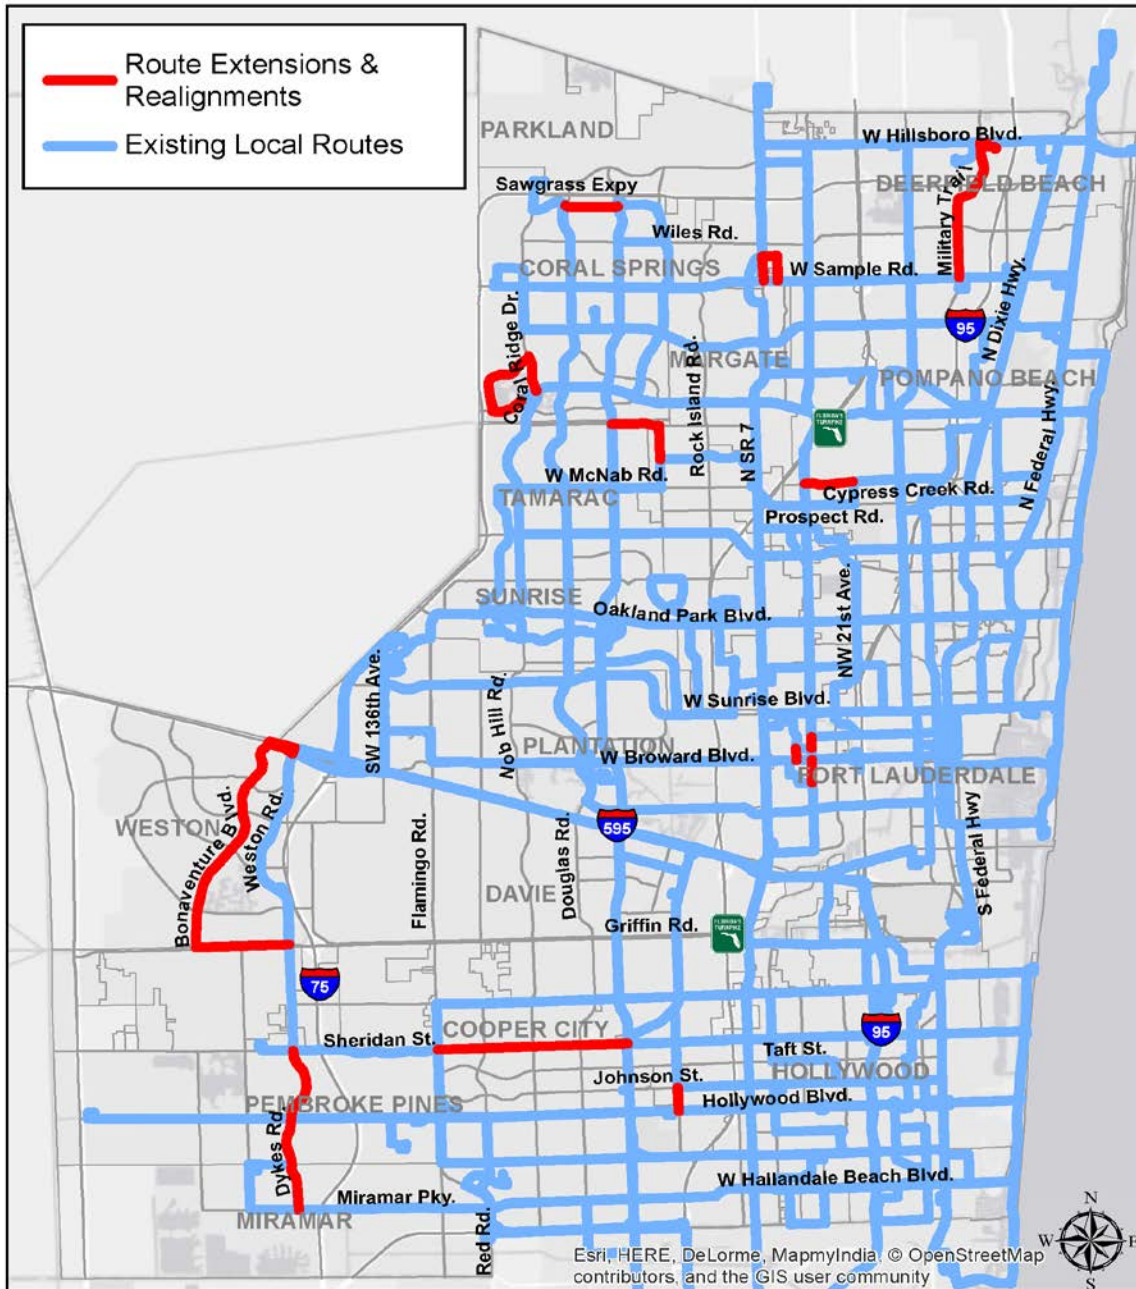 Route Extensions &
Realignments
Existing Local Routes
PARKLAND
W Hillsboro Blvd.
DEERFIELD BEACH
Sawgrass Expy
Military Trail
Wiles Rd.
CORAL SPRINGS
W Sample Rd.
N Dixie Hwy.
95
Coral Ridge Dr.
MARGATE
Rock Island Rd.
POMPANO BEACH
N Federal Hwy.
FLORIDA'S
TURNPIKE
N SR 7
W McNab Rd.
TAMARAC
Cypress Creek Rd.
Prospect Rd.
SUNRISE
Oakland Park Blvd.
NW 21st Ave.
SW 136th Ave.
Nob Hill Rd.
W Sunrise Blvd.
PLANTATION
W Broward Blvd.
FORT LAUDERDALE
WESTON
Bonaventure Blvd.
Weston Rd.
595
Flamingo Rd.
Douglas Rd.
S Federal Hwy
DAVIE
Griffin Rd.
FLORIDA'S
TURNPIKE
75
95
Sheridan St.
COOPER CITY
Taft St.
HOLLYWOOD
Johnson St.
Hollywood Blvd.
PEMBROKE PINES
Dykes Rd.
W Hallandale Beach Blvd.
Miramar Pky.
MIRAMAR
Red Rd.
N
W E
S
Esri, HERE, DeLorme, MapmyIndia, © OpenStreetMap
contributors, and the GIS user community